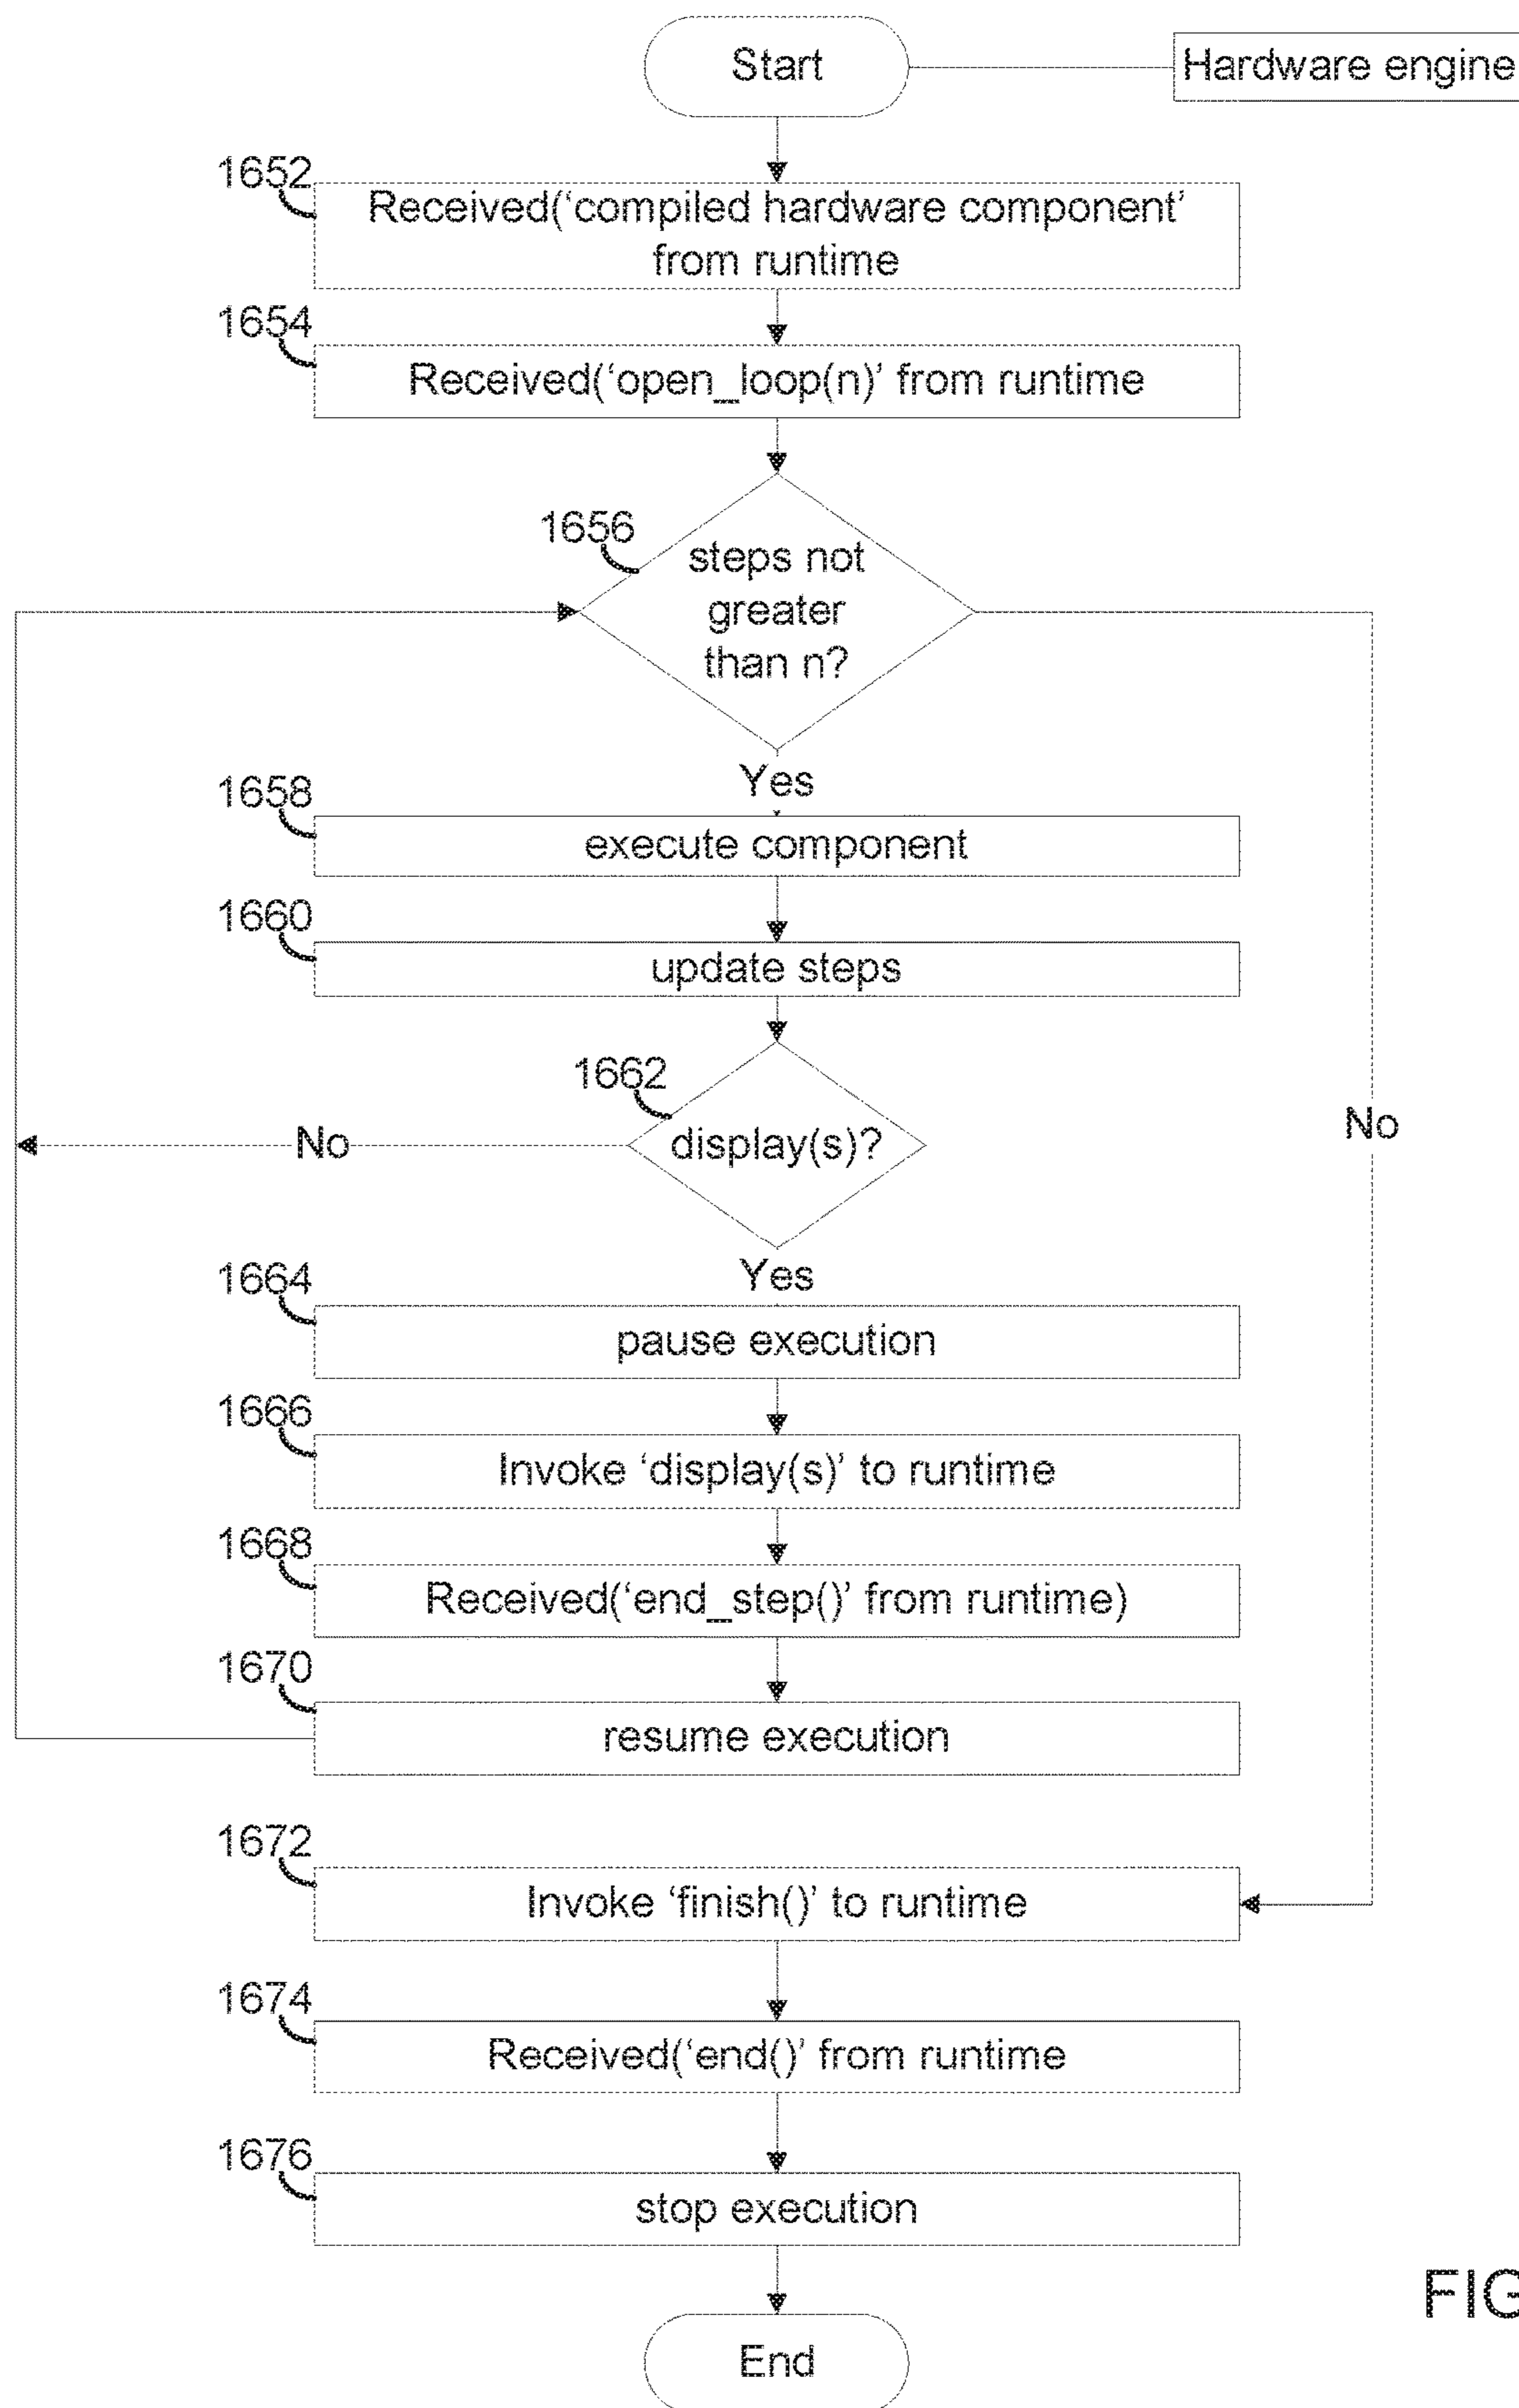 Start
Hardware engine
1652
Received(‘compiled hardware component’
from runtime
1654
Received(‘open_loop(n)’ from runtime
1656
steps not
greater
than n?
Yes
1658
execute component
1660
update steps
1662
display(s)?
No
No
Yes
1664
pause execution
1666
Invoke ‘display(s)’ to runtime
1668
Received(‘end_step()’ from runtime)
1670
resume execution
1672
Invoke ‘finish()’ to runtime
1674
Received(‘end()’ from runtime
1676
stop execution
FIG
End